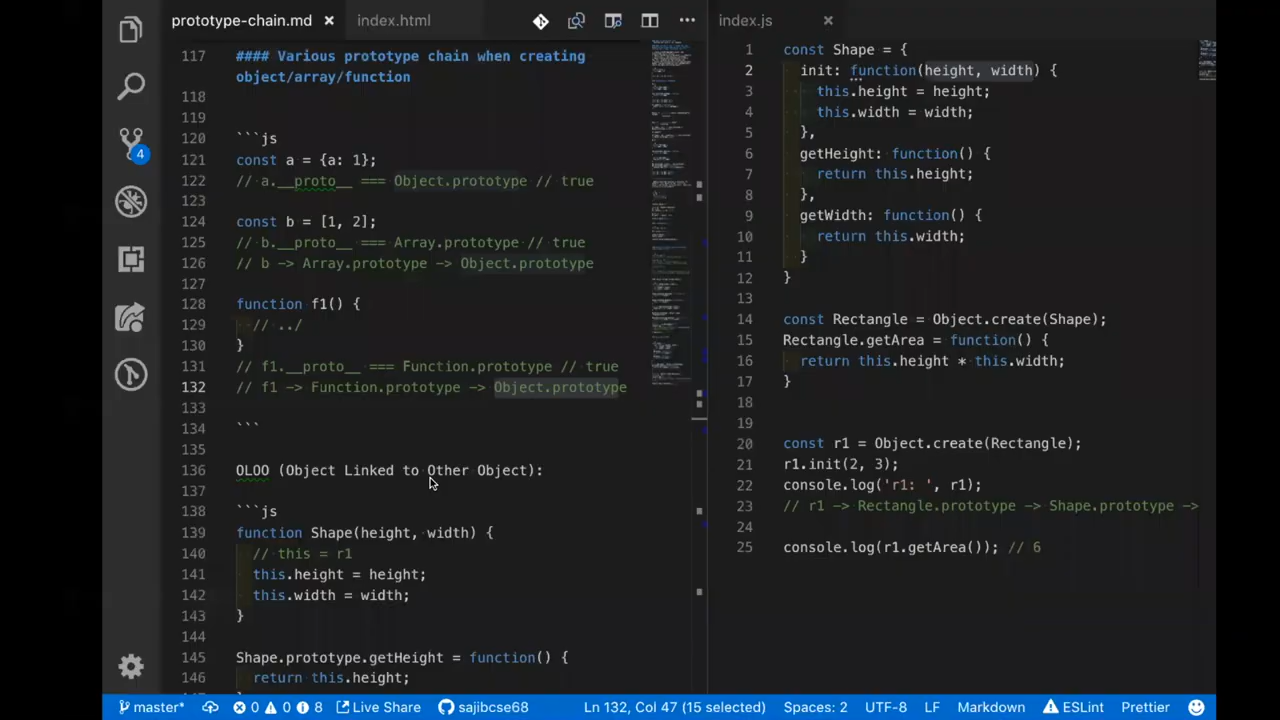 prototype-chain.md
index.html
index.js
117 #### Various prototype chain when creating
object/array/function
118
119
120 ```js
121 const a = {a: 1};
122 // a.__proto__ === Object.prototype // true
123
124 const b = [1, 2];
125 // b.__proto__ === Array.prototype // true
126 // b -> Array.prototype -> Object.prototype
127
128 function f1() {
129 // ../
130 }
131 // f1.__proto__ === Function.prototype // true
132 // f1 -> Function.prototype -> Object.prototype
133
134 ```
135
136 OLOO (Object Linked to Other Object):
137
138 ```js
139 function Shape(height, width) {
140 // this = r1
141 this.height = height;
142 this.width = width;
143 }
144
145 Shape.prototype.getHeight = function() {
146 return this.height;
1 const Shape = {
2 init: function(height, width) {
3 this.height = height;
4 this.width = width;
5 },
6 getHeight: function() {
7 return this.height;
8 },
9 getWidth: function() {
10 return this.width;
11 }
12 }
13
14 const Rectangle = Object.create(Shape);
15 Rectangle.getArea = function() {
16 return this.height * this.width;
17 }
18
19
20 const r1 = Object.create(Rectangle);
21 r1.init(2, 3);
22 console.log('r1: ', r1);
23 // r1 -> Rectangle.prototype -> Shape.prototype ->
24
25 console.log(r1.getArea()); // 6
4
master* 0 0 8 Live Share sajibcse68 Ln 132, Col 47 (15 selected) Spaces: 2 UTF-8 LF Markdown ESLint Prettier